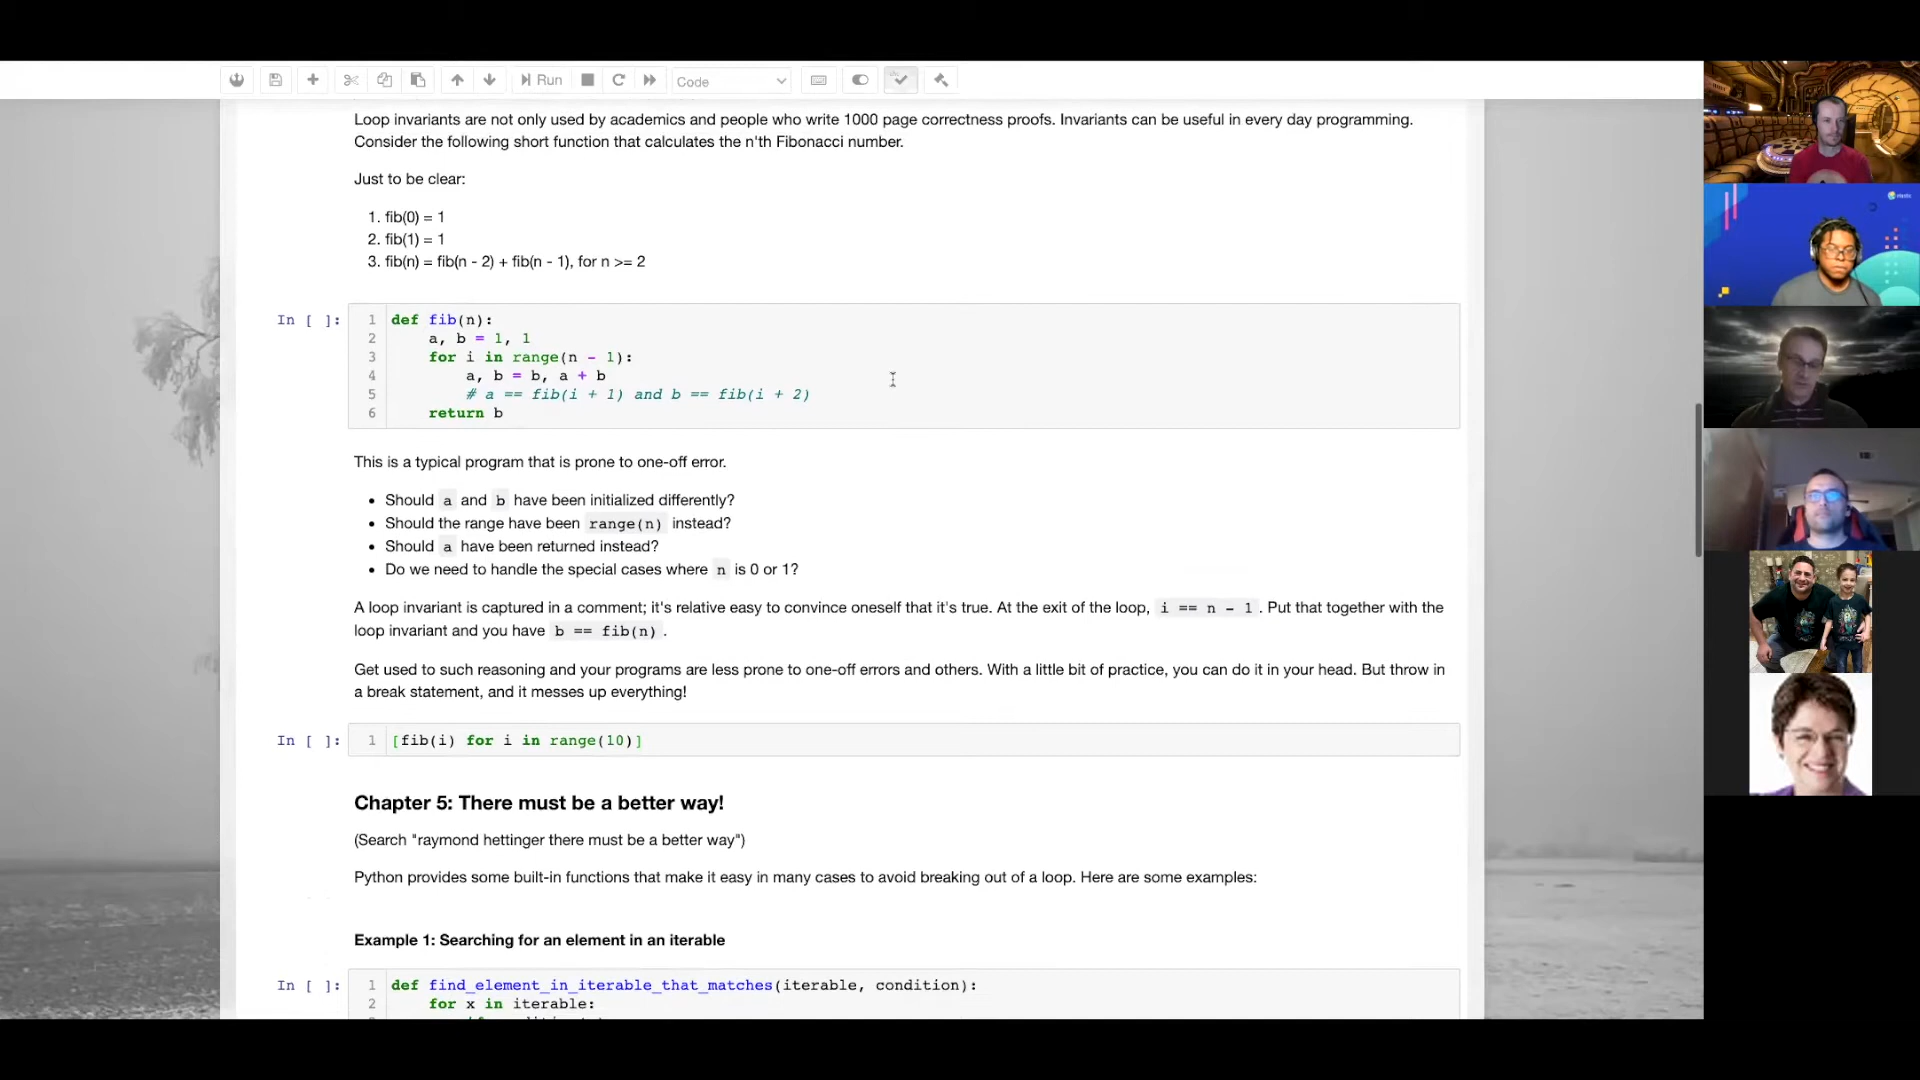 Run
Code
Loop invariants are not only used by academics and people who write 1000 page correctness proofs. Invariants can be useful in every day programming.
Consider the following short function that calculates the n'th Fibonacci number.
Just to be clear:
1. fib(0) = 1
2. fib(1) = 1
3. fib(n) = fib(n - 2) + fib(n - 1), for n >= 2
In [ ]:
1 def fib(n):
2     a, b = 1, 1
3     for i in range(n - 1):
4         a, b = b, a + b
5         # a == fib(i + 1) and b == fib(i + 2)
6     return b
This is a typical program that is prone to one-off error.
• Should a and b have been initialized differently?
• Should the range have been range(n) instead?
• Should a have been returned instead?
• Do we need to handle the special cases where n is 0 or 1?
A loop invariant is captured in a comment; it's relative easy to convince oneself that it's true. At the exit of the loop, i == n - 1 . Put that together with the
loop invariant and you have b == fib(n) .
Get used to such reasoning and your programs are less prone to one-off errors and others. With a little bit of practice, you can do it in your head. But throw in
a break statement, and it messes up everything!
In [ ]: 1 [fib(i) for i in range(10)]
Chapter 5: There must be a better way!
(Search "raymond hettinger there must be a better way")
Python provides some built-in functions that make it easy in many cases to avoid breaking out of a loop. Here are some examples:
Example 1: Searching for an element in an iterable
In [ ]:
1 def find_element_in_iterable_that_matches(iterable, condition):
2     for x in iterable: